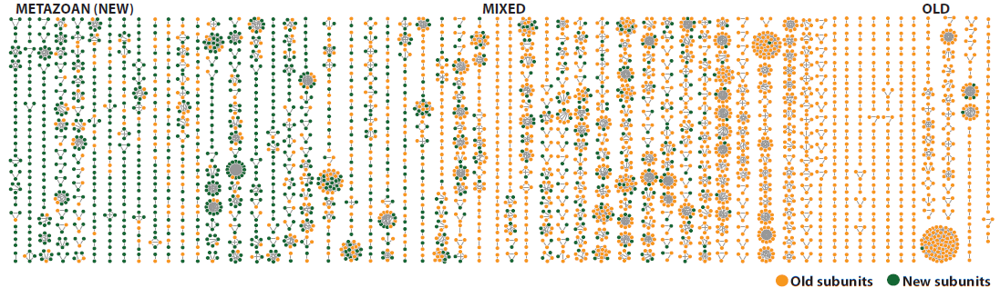 METAZOAN (NEW) MIXED OLD
Old subunits New subunits